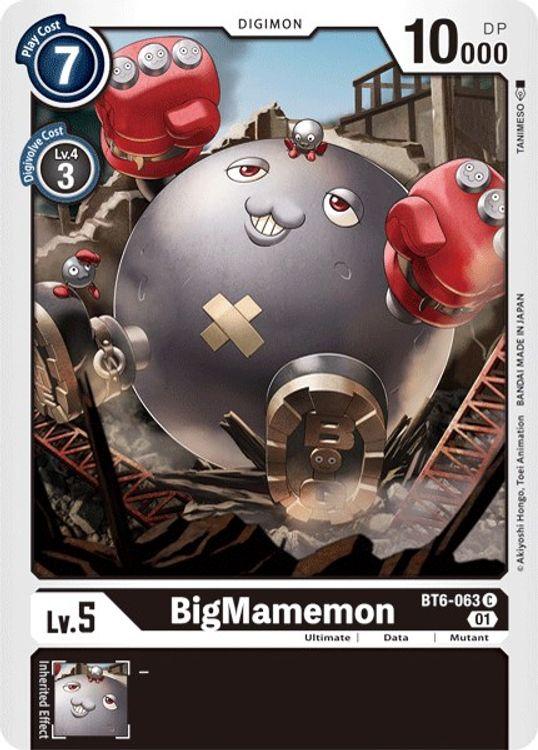 Play Cost
7
DIGIMON
DP
10000
Digivolve Cost
Lv.4
3
TANIMESO
© Akiyoshi Hongo, Toei Animation BANDAI MADE IN JAPAN
B
G
Lv.5
BigMamemon
BT6-063 C
01
Ultimate | Data | Mutant
Inherited Effect
-